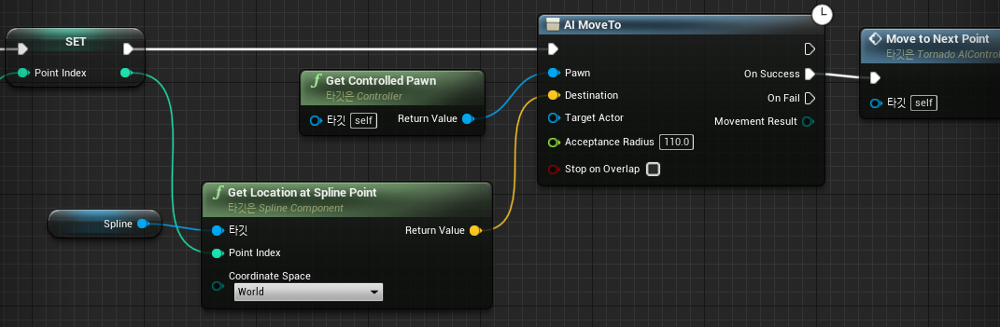 SET
Point Index
Get Controlled Pawn
타깃은 Controller
타깃 self
Return Value
AI MoveTo
Pawn
On Success
Destination
On Fail
Target Actor
Movement Result
Acceptance Radius 110.0
Stop on Overlap
Move to Next Point
타깃은 Tornado AIControl
타깃 self
Spline
Get Location at Spline Point
타깃은 Spline Component
타깃
Return Value
Point Index
Coordinate Space
World